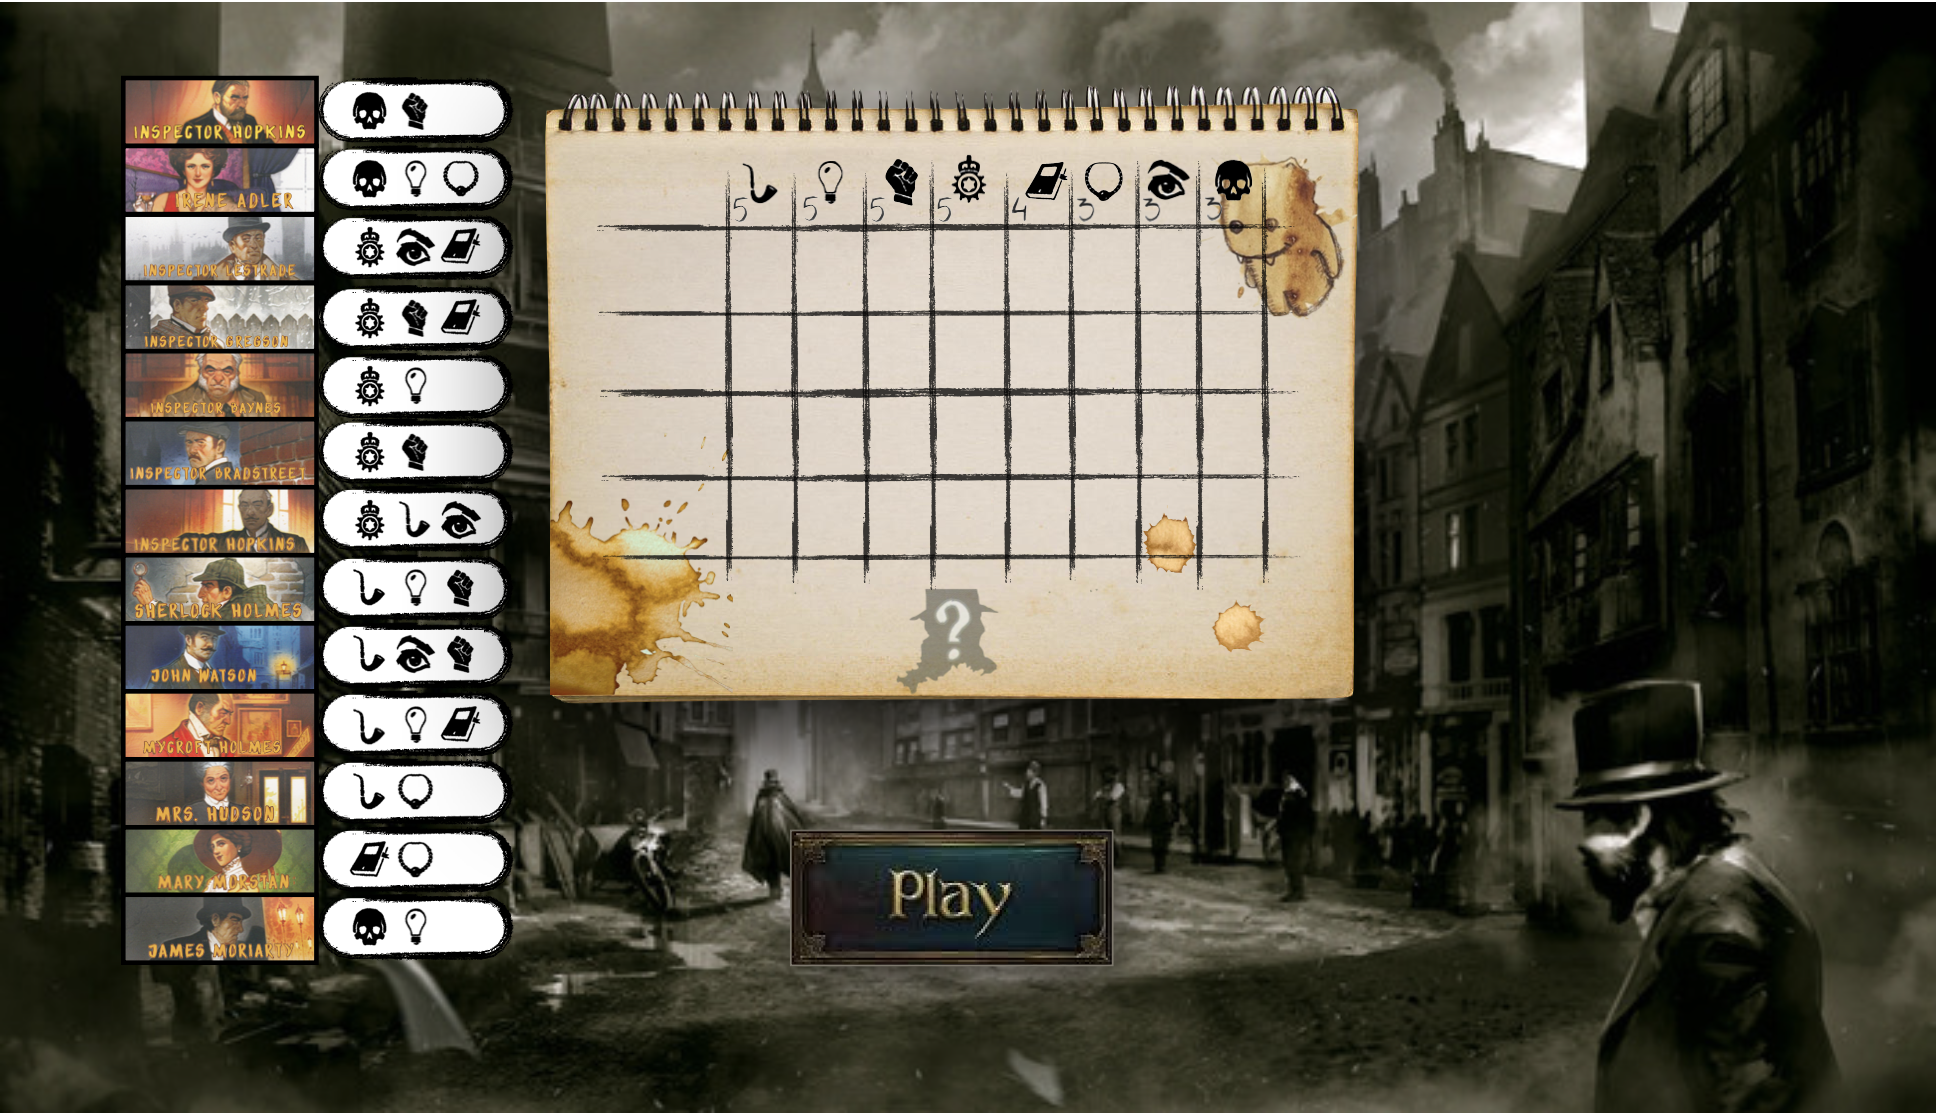 INSPECTOR HOPKINS
IRENE ADLER
INSPECTOR LESTRADE
INSPECTOR GREGSON
INSPECTOR BAYNES
INSPECTOR BRADSTREET
INSPECTOR HOPKINS
SHERLOCK HOLMES
JOHN WATSON
MYCROFT HOLMES
MRS. HUDSON
MARY MORSTAN
JAMES MORIARTY
5 5 5 5 4 3 3 3
?
Play